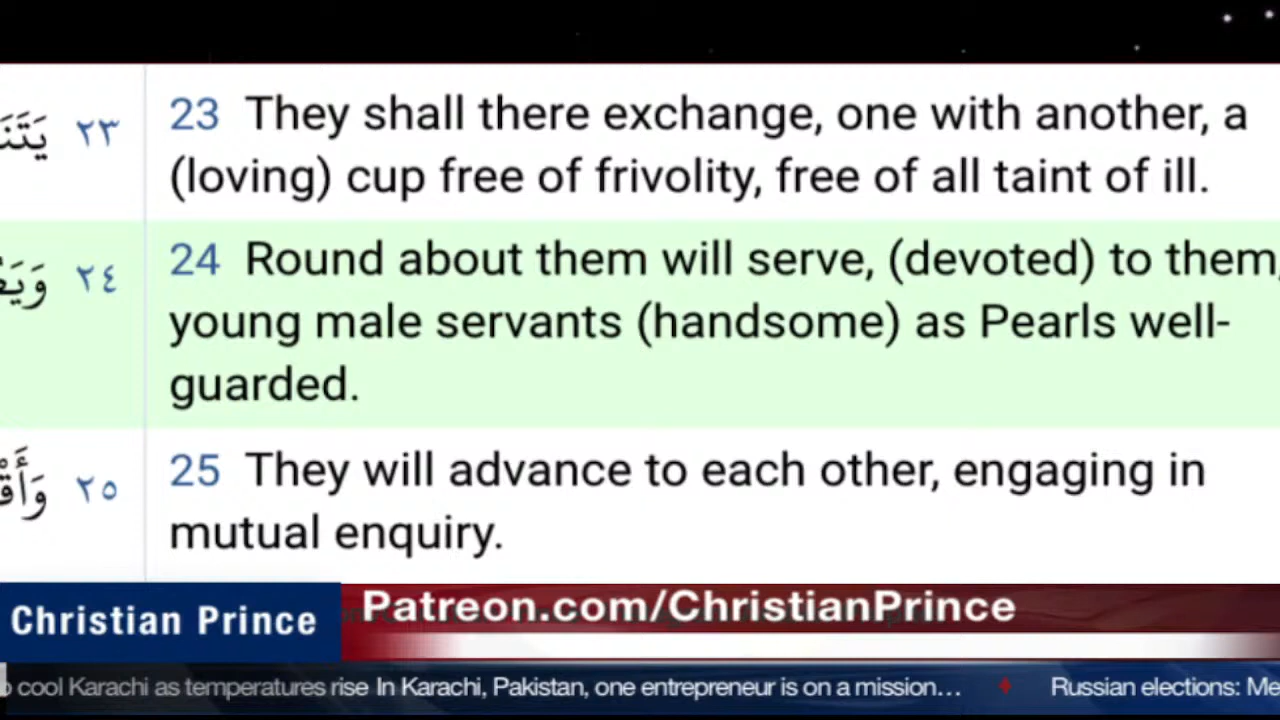 ٢٣ 23 They shall there exchange, one with another, a
(loving) cup free of frivolity, free of all taint of ill.
٢٤ 24 Round about them will serve, (devoted) to them,
young male servants (handsome) as Pearls well-
guarded.
٢٥ 25 They will advance to each other, engaging in
mutual enquiry.
Christian Prince
Patreon.com/ChristianPrince
cool Karachi as temperatures rise In Karachi, Pakistan, one entrepreneur is on a mission... Russian elections: Me